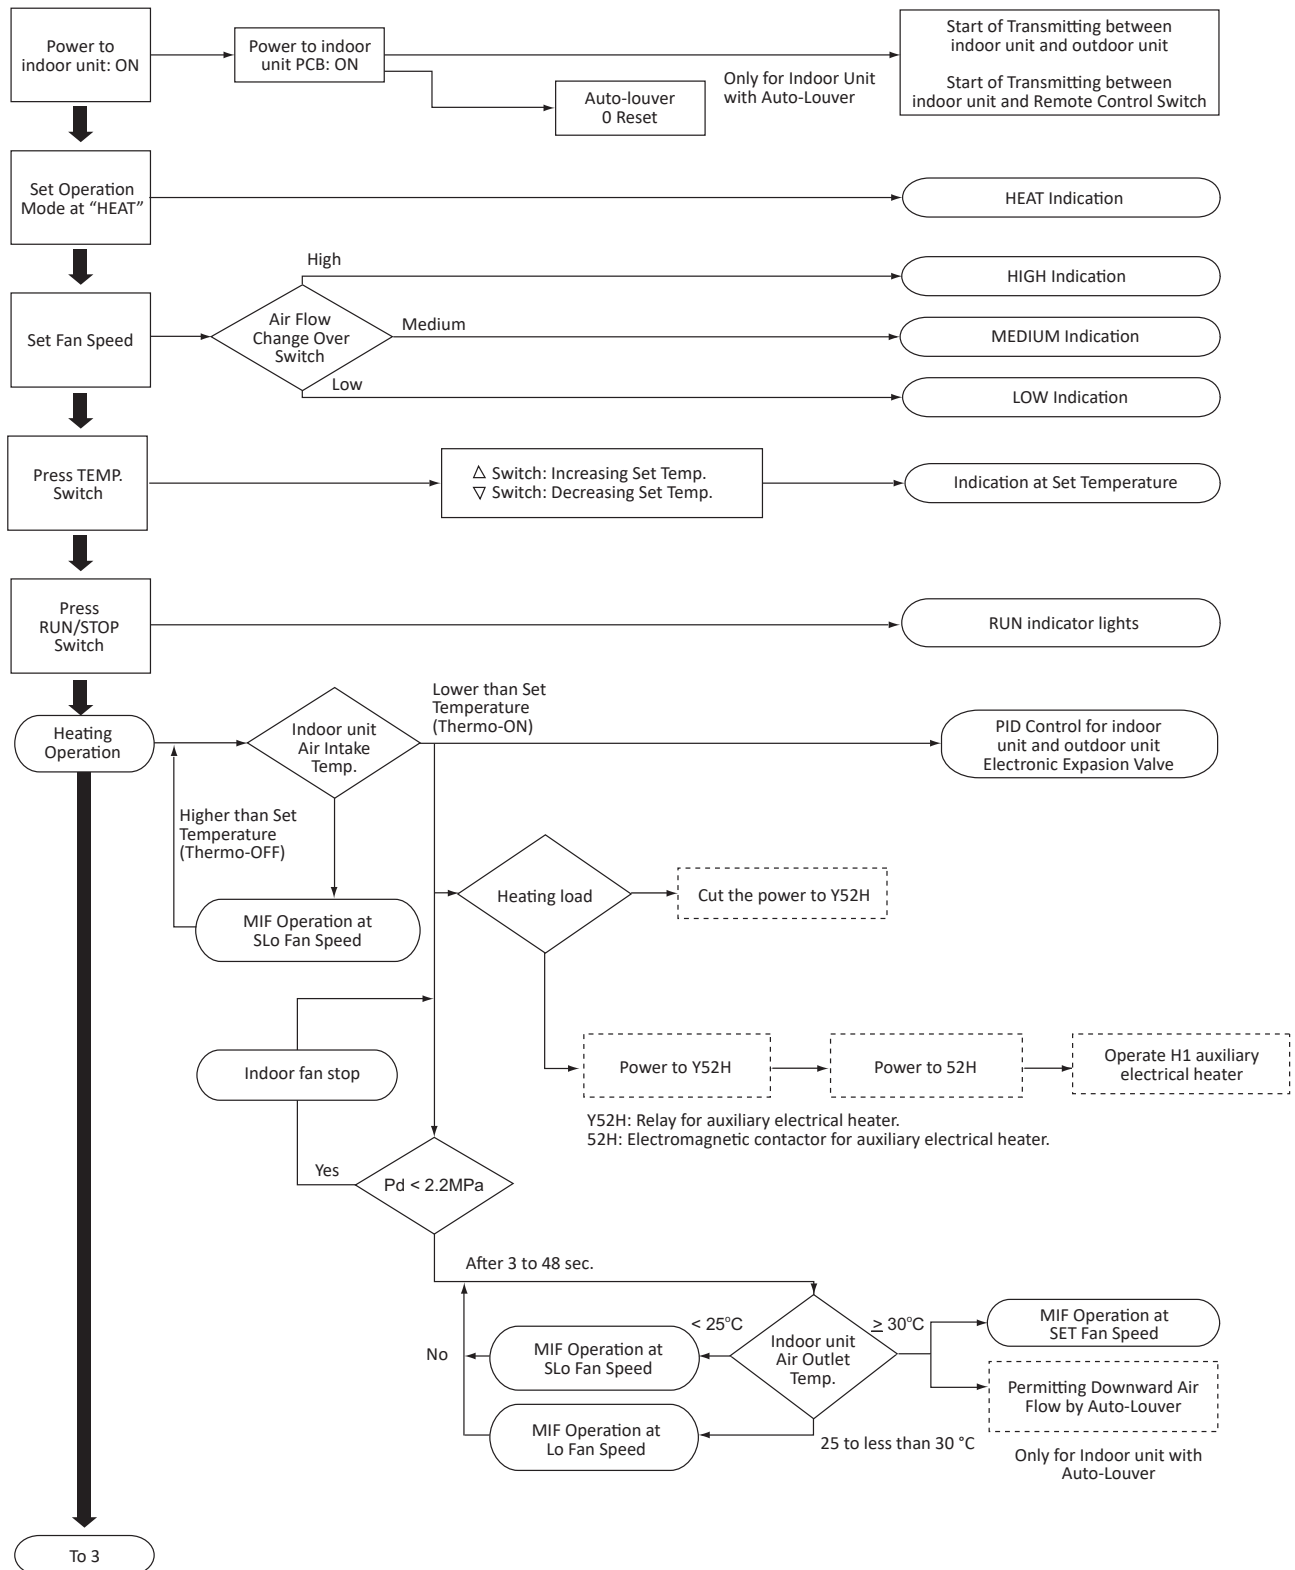 Power to
indoor unit: ON
Power to indoor
unit PCB: ON
Only for Indoor Unit
with Auto-Louver
Auto-louver
0 Reset
Start of Transmitting between
indoor unit and outdoor unit
Start of Transmitting between
indoor unit and Remote Control Switch
Set Operation
Mode at “HEAT”
HEAT Indication
Set Fan Speed
Air Flow
Change Over
Switch
High
HIGH Indication
Medium
MEDIUM Indication
Low
LOW Indication
Press TEMP.
Switch
△ Switch: Increasing Set Temp.
▽ Switch: Decreasing Set Temp.
Indication at Set Temperature
Press
RUN/STOP
Switch
RUN indicator lights
Heating
Operation
Indoor unit
Air Intake
Temp.
Lower than Set
Temperature
(Thermo-ON)
PID Control for indoor
unit and outdoor unit
Electronic Expasion Valve
Higher than Set
Temperature
(Thermo-OFF)
MIF Operation at
SLo Fan Speed
Heating load
Cut the power to Y52H
Indoor fan stop
Power to Y52H
Power to 52H
Operate H1 auxiliary
electrical heater
Y52H: Relay for auxiliary electrical heater.
52H: Electromagnetic contactor for auxiliary electrical heater.
Yes
Pd < 2.2MPa
After 3 to 48 sec.
No
MIF Operation at
SLo Fan Speed
< 25°C
Indoor unit
Air Outlet
Temp.
≥ 30°C
MIF Operation at
SET Fan Speed
Permitting Downward Air
Flow by Auto-Louver
MIF Operation at
Lo Fan Speed
25 to less than 30 °C
Only for Indoor unit with
Auto-Louver
To 3